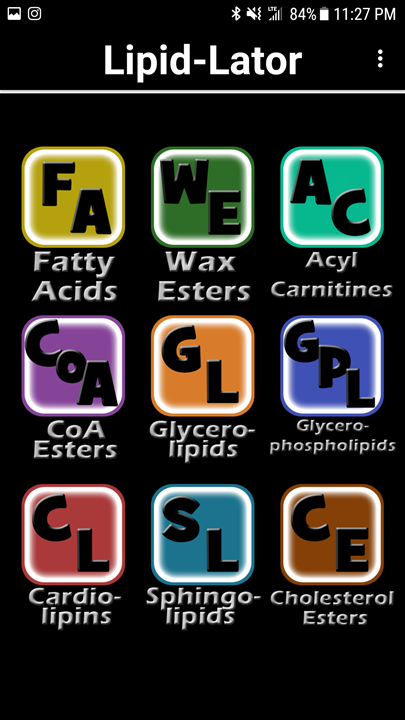 LTE 84% 11:27 PM
Lipid-Lator
FA WE AC
Fatty Wax Acyl
Acids Esters Carnitines
CoA GL GPL
CoA Glycero- Glycero-
Esters lipids phospholipids
CL SL CE
Cardio- Sphingo- Cholesterol
lipins lipids Esters